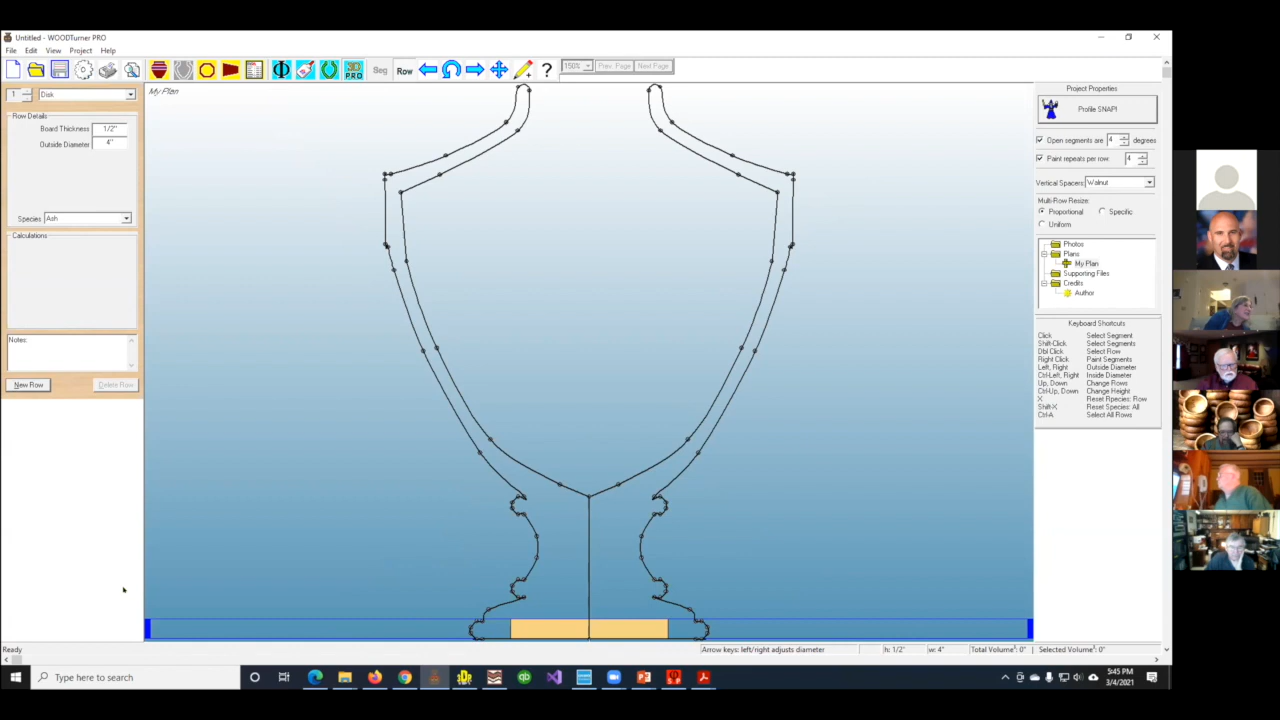 Untitled - WOODTurner PRO
File Edit View Project Help
Seg Row 150% Prev. Page Next Page
1 Disk
Row Details
Board Thickness 1/2"
Outside Diameter 4"
Species Ash
Calculations
Notes:
New Row Delete Row
My Plan
Project Properties
Profile SNAP!
Open segments are 4 degrees
Paint repeats per row: 4
Vertical Spacers: Walnut
Multi-Row Resize:
Proportional Specific
Uniform
Photos
Plans
My Plan
Supporting Files
Credits
Author
Keyboard Shortcuts
Click Select Segment
Shift-Click Select Segments
Dbl Click Select Row
Right Click Paint Segments
Left, Right Outside Diameter
Ctrl-Left, Right Inside Diameter
Up, Down Change Rows
Ctrl-Up, Down Change Height
X Reset Rpecies: Row
Shift-X Reset Species: All
Ctrl-A Select All Rows
Ready Arrow keys: left/right adjusts diameter h: 1/2" w: 4" Total Volume³: 0" Selected Volume³: 0"
Type here to search
5:45 PM
3/4/2021